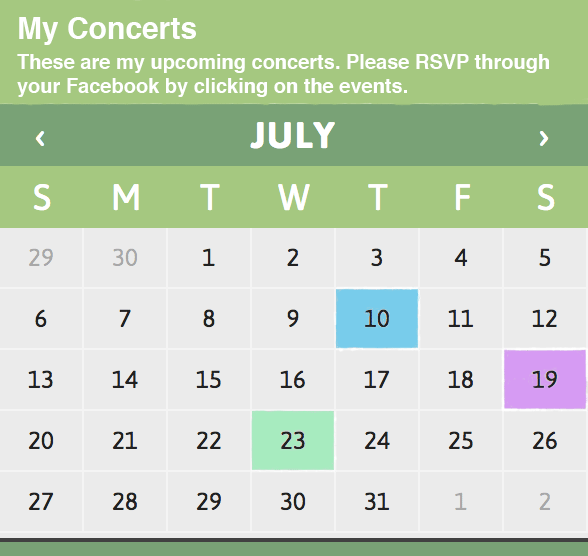 My Concerts
These are my upcoming concerts. Please RSVP through
your Facebook by clicking on the events.
‹ JULY ›
S M T W T F S
29 30 1 2 3 4 5
6 7 8 9 10 11 12
13 14 15 16 17 18 19
20 21 22 23 24 25 26
27 28 29 30 31 1 2